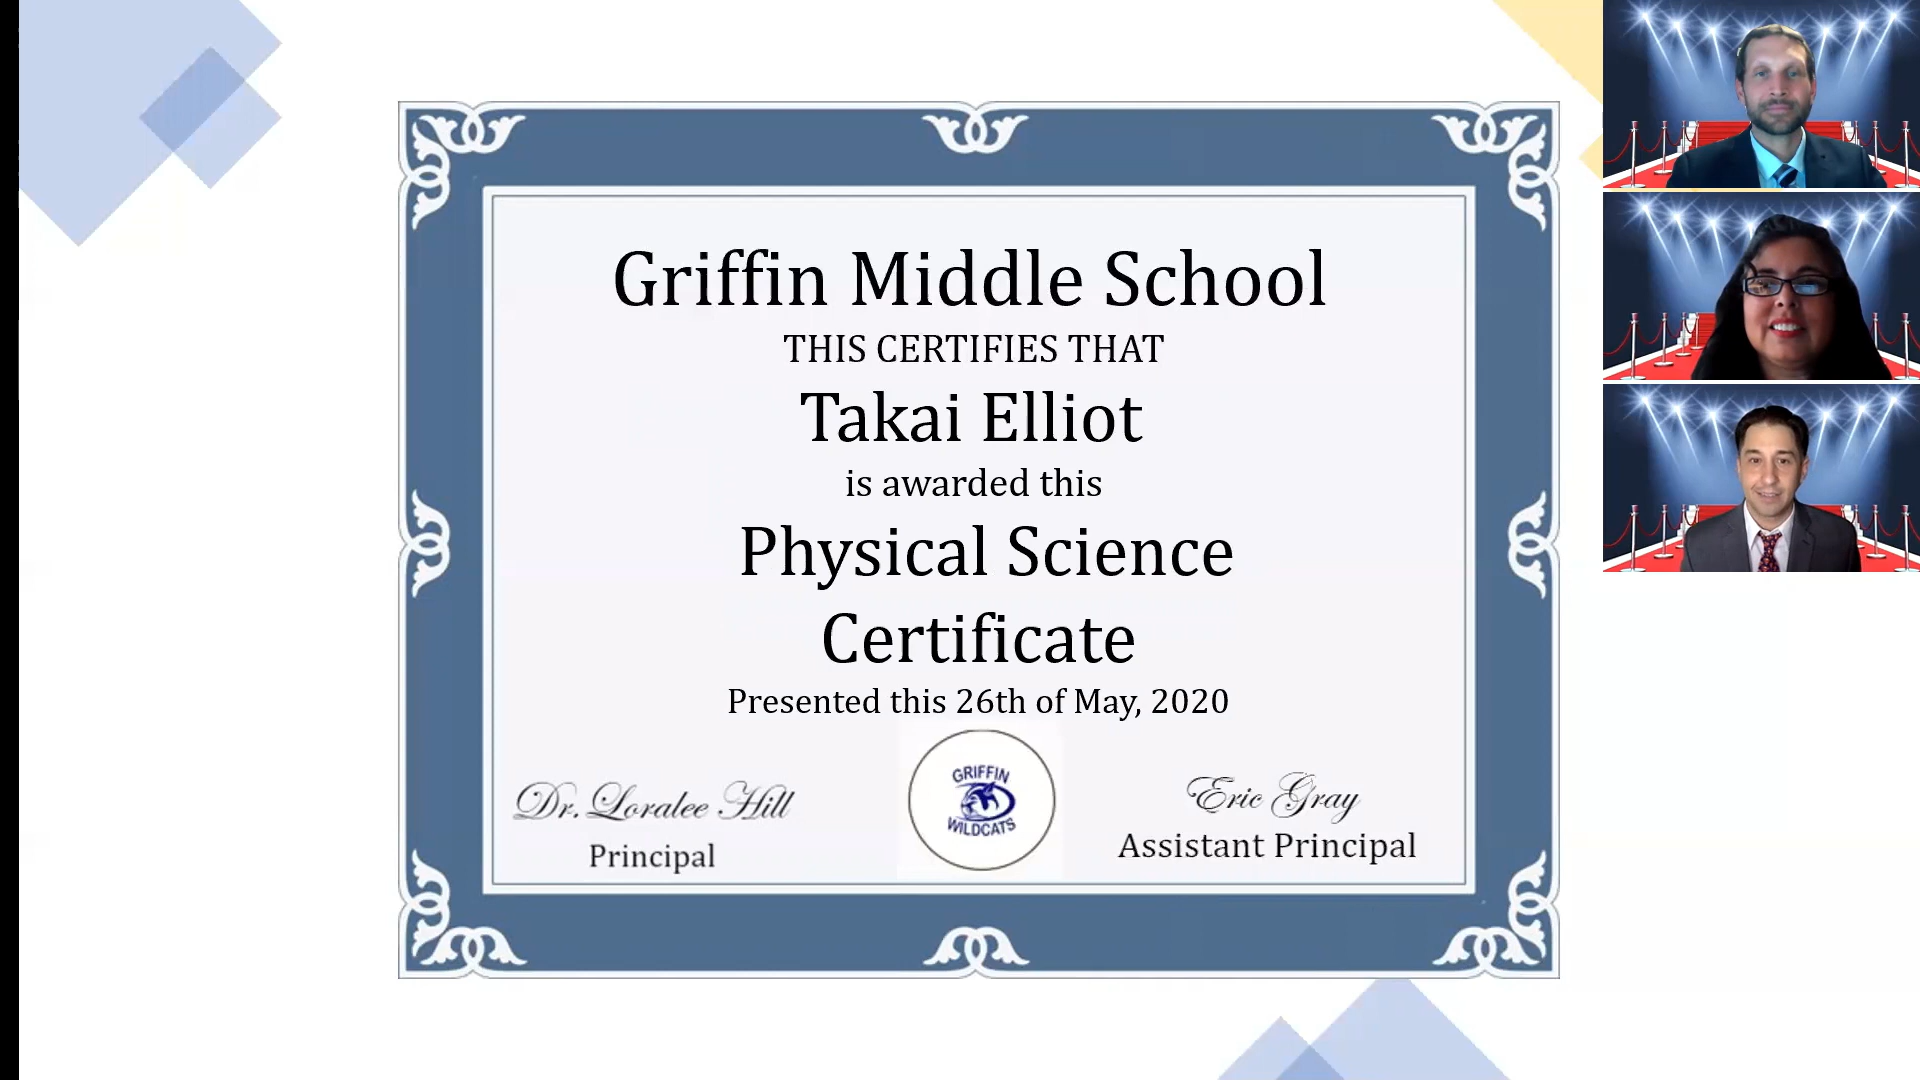 Griffin Middle School
THIS CERTIFIES THAT
Takai Elliot
is awarded this
Physical Science
Certificate
Presented this 26th of May, 2020
Dr. Loralee Hill
Principal
GRIFFIN
WILDCATS
Eric Gray
Assistant Principal